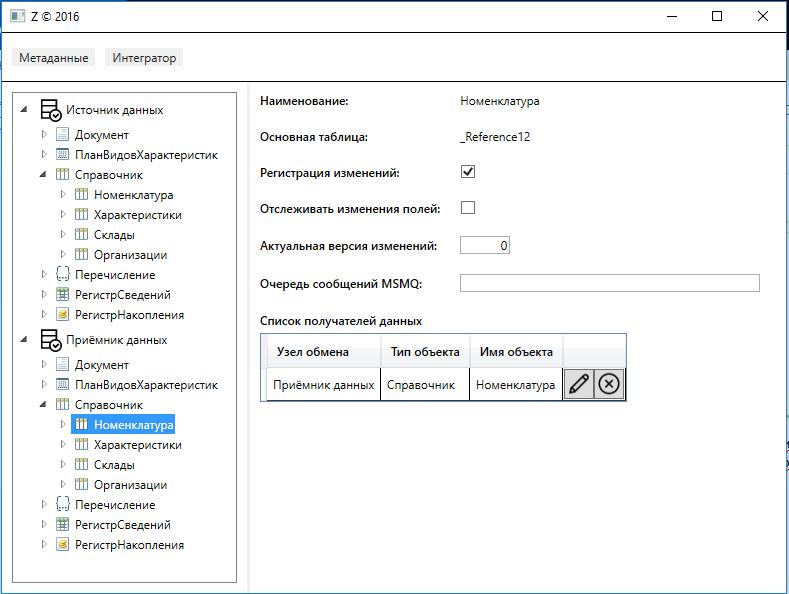 Z © 2016
Метаданные Интегратор
Источник данных
Документ
ПланВидовХарактеристик
Справочник
Номенклатура
Характеристики
Склады
Организации
Перечисление
РегистрСведений
РегистрНакопления
Приёмник данных
Документ
ПланВидовХарактеристик
Справочник
Номенклатура
Характеристики
Склады
Организации
Перечисление
РегистрСведений
РегистрНакопления
Наименование: Номенклатура
Основная таблица: _Reference12
Регистрация изменений:
Отслеживать изменения полей:
Актуальная версия изменений: 0
Очередь сообщений MSMQ:
Список получателей данных
Узел обмена Тип объекта Имя объекта
Приёмник данных Справочник Номенклатура